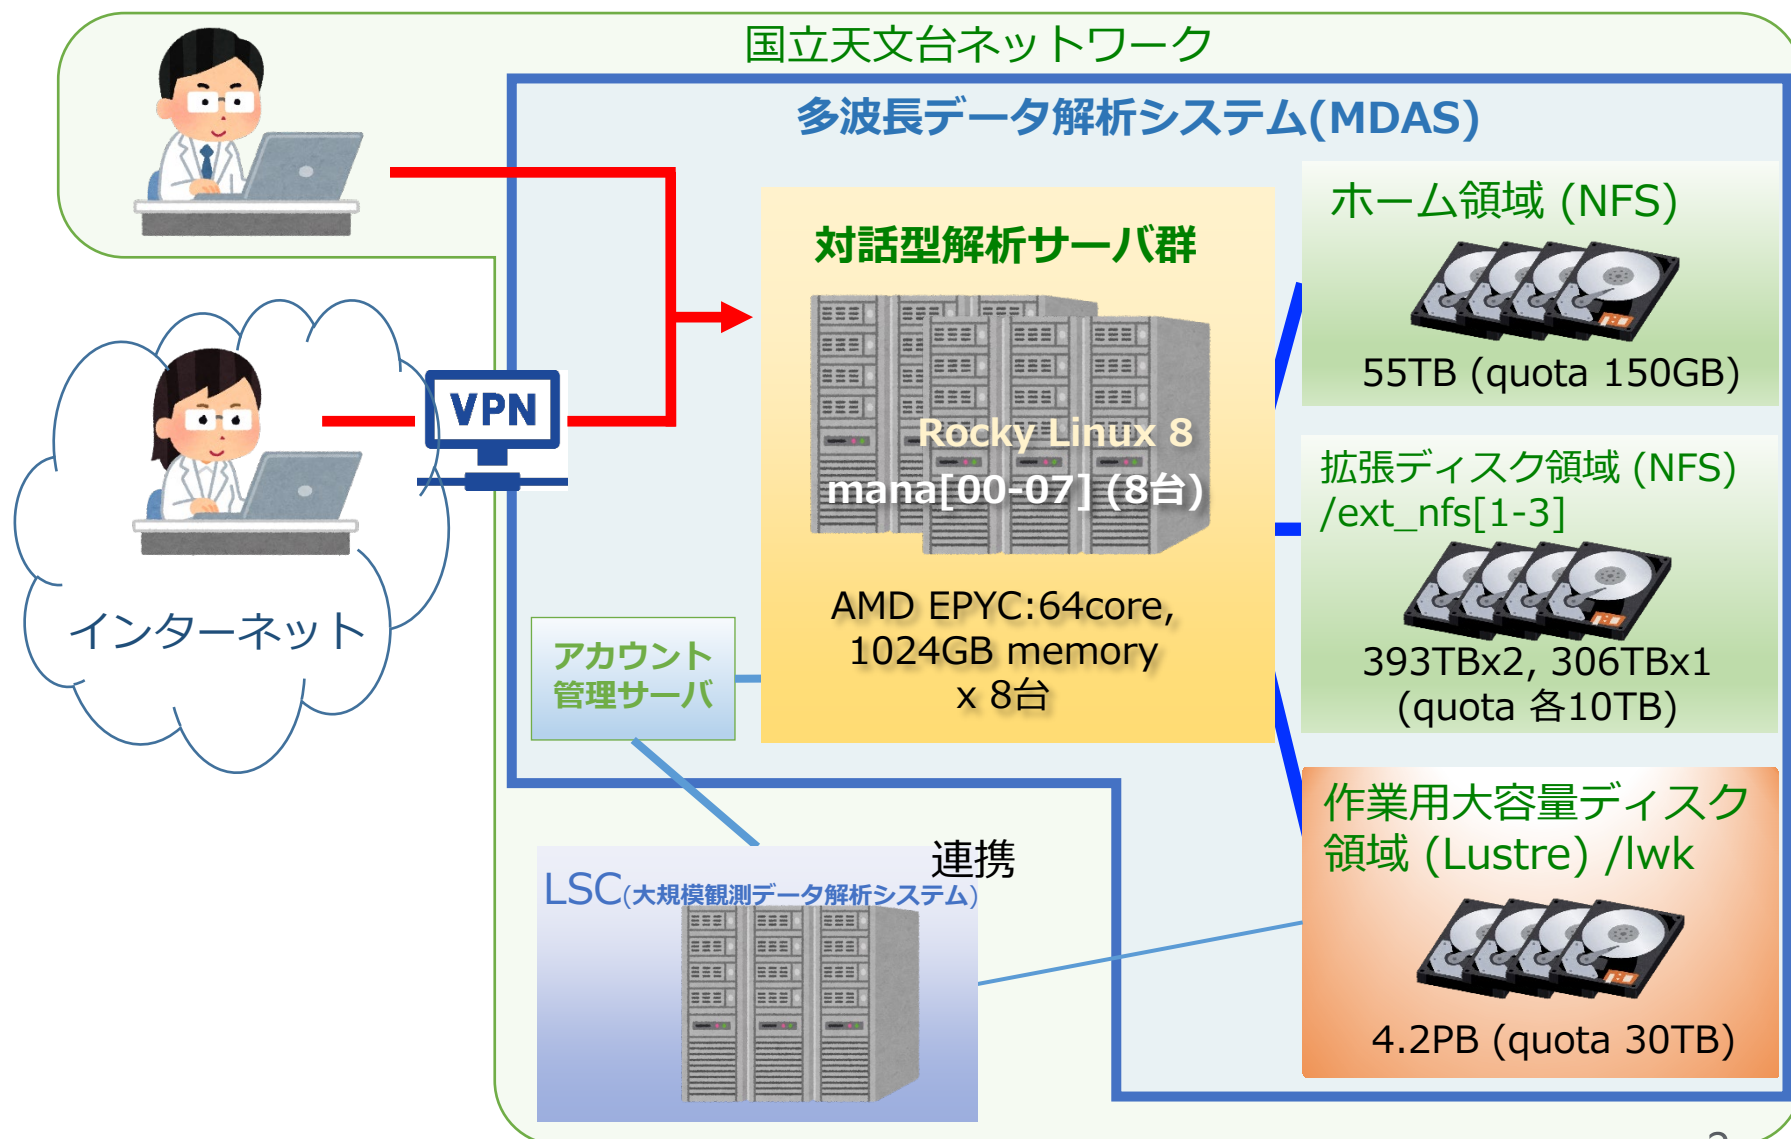 国立天文台ネットワーク
多波長データ解析システム(MDAS)
対話型解析サーバ群
Rocky Linux 8
mana[00-07] (8台)
AMD EPYC:64core,
1024GB memory
x 8台
ホーム領域 (NFS)
55TB (quota 150GB)
拡張ディスク領域 (NFS)
/ext_nfs[1-3]
393TBx2, 306TBx1
(quota 各10TB)
作業用大容量ディスク
領域 (Lustre) /lwk
4.2PB (quota 30TB)
VPN
インターネット
アカウント
管理サーバ
連携
LSC(大規模観測データ解析システム)